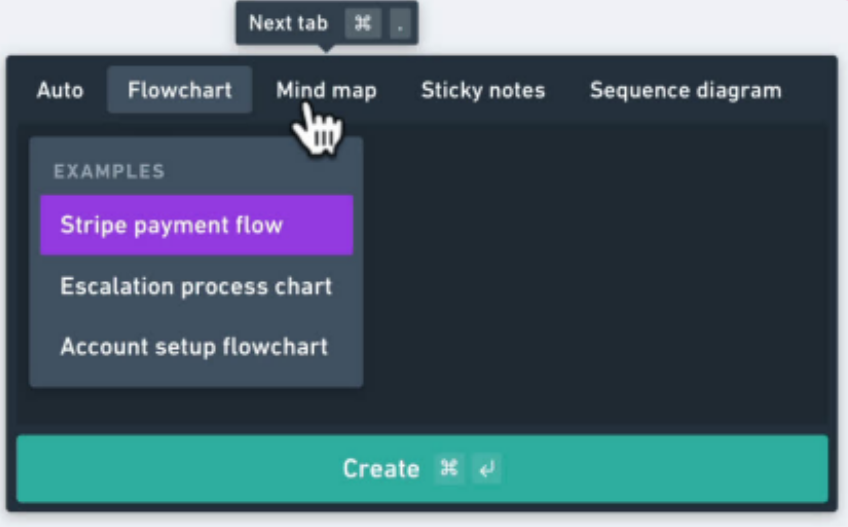 Next tab ⌘ .
Auto Flowchart Mind map Sticky notes Sequence diagram
EXAMPLES
Stripe payment flow
Escalation process chart
Account setup flowchart
Create ⌘ ↵